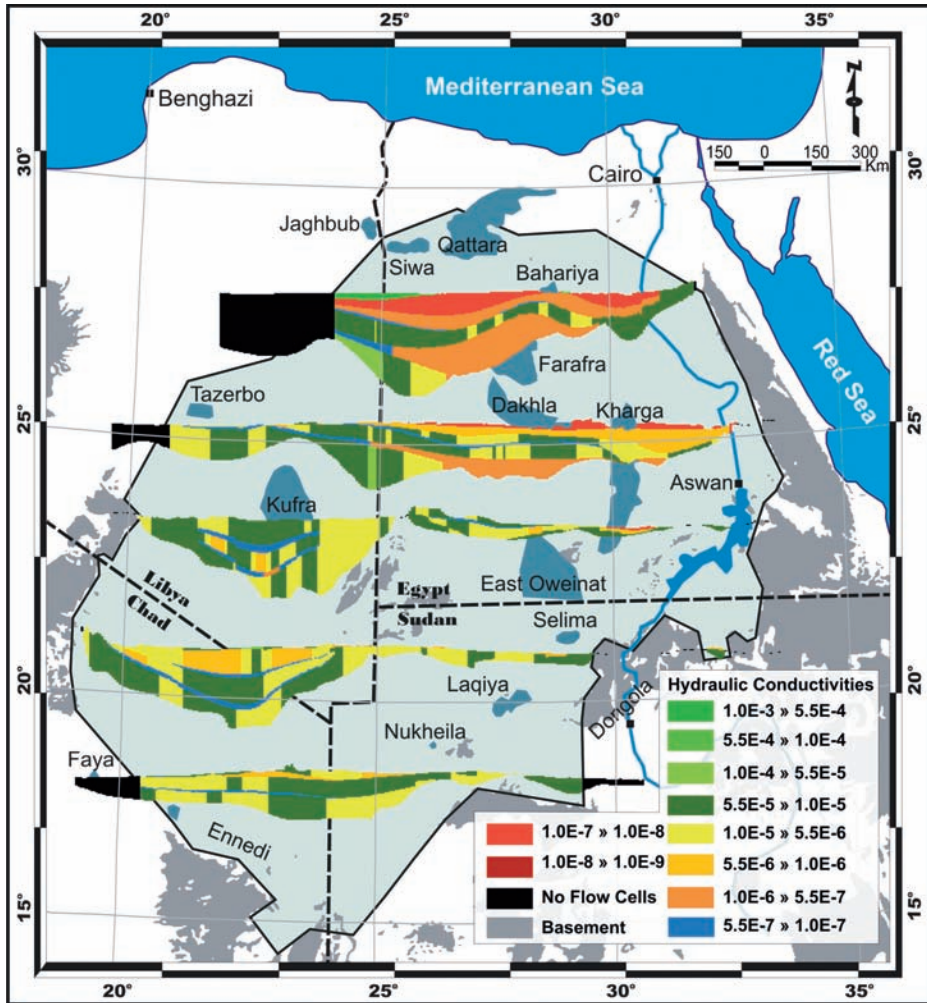 20° 25° 30° 35°
Mediterranean Sea
Benghazi
30°
30°
150 0 150 300
Km
Cairo
Jaghbub
Qattara
Siwa
Bahariya
Red Sea
Farafra
Tazerbo
Dakhla
Kharga
25°
25°
Aswan
Kufra
Libya
Chad
Egypt
Sudan
East Oweinat
Selima
20°
20°
Laqiya
Dongola
Nukheila
Faya
Ennedi
15°
15°
Hydraulic Conductivities
1.0E-3 » 5.5E-4
5.5E-4 » 1.0E-4
1.0E-4 » 5.5E-5
5.5E-5 » 1.0E-5
1.0E-7 » 1.0E-8
1.0E-5 » 5.5E-6
1.0E-8 » 1.0E-9
5.5E-6 » 1.0E-6
No Flow Cells
1.0E-6 » 5.5E-7
Basement
5.5E-7 » 1.0E-7
20° 25° 30° 35°